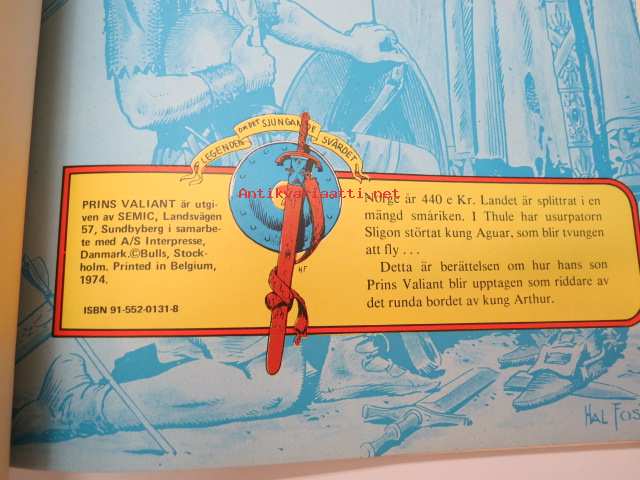 LEGENDEN OM DET SJUNGANDE SVÄRDET
PRINS VALIANT är utgi-
ven av SEMIC, Landsvägen
57, Sundbyberg i samarbe-
te med A/S Interpresse,
Danmark.©Bulls, Stock-
holm. Printed in Belgium,
1974.
ISBN 91-552-0131-8
Antikvariaatti.net
HF
Norge år 440 e Kr. Landet är splittrat i en
mängd småriken. I Thule har usurpatorn
Sligon störtat kung Aguar, som blir tvungen
att fly . . .
Detta är berättelsen om hur hans son
Prins Valiant blir upptagen som riddare av
det runda bordet av kung Arthur.
HAL FOS